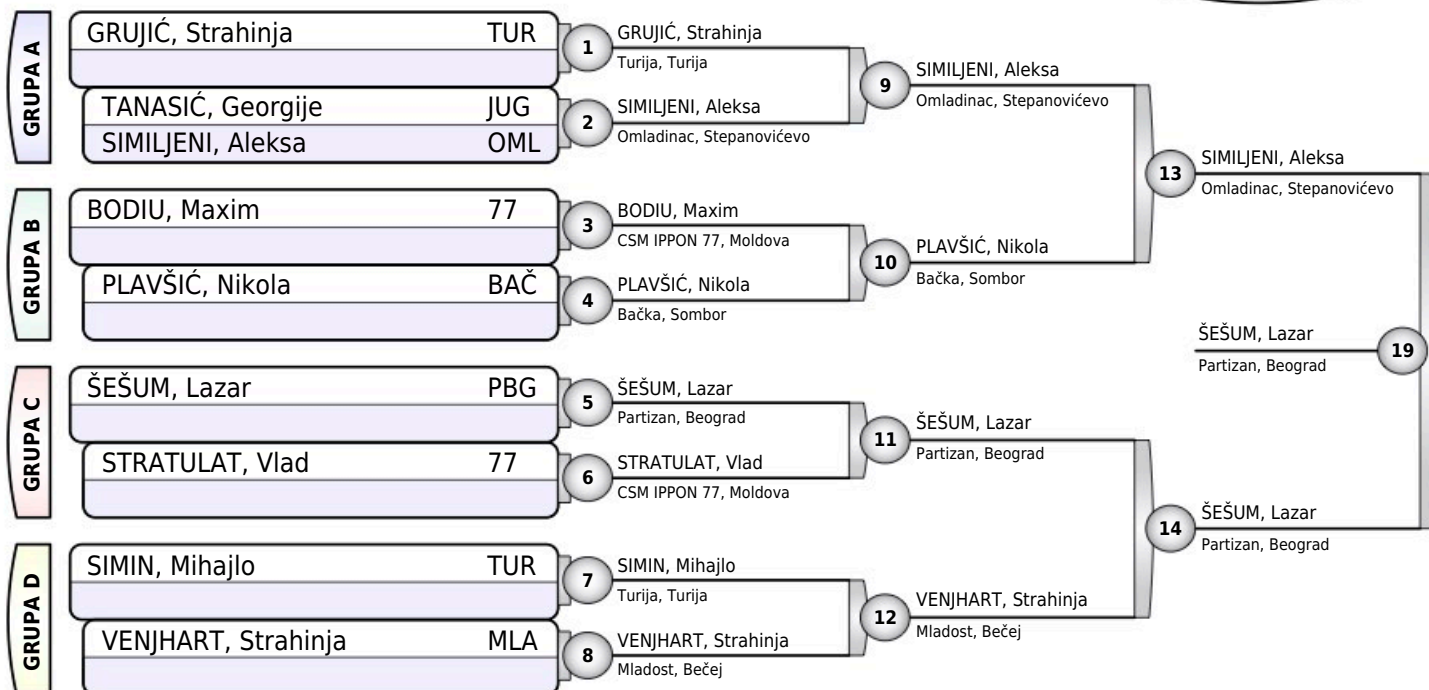 GRUPA A
GRUJIĆ, Strahinja TUR
TANASIĆ, Georgije JUG
SIMILJENI, Aleksa OML
1
GRUJIĆ, Strahinja
Turija, Turija
2
SIMILJENI, Aleksa
Omladinac, Stepanovićevo
9
SIMILJENI, Aleksa
Omladinac, Stepanovićevo
GRUPA B
BODIU, Maxim 77
PLAVŠIĆ, Nikola BAČ
3
BODIU, Maxim
CSM IPPON 77, Moldova
4
PLAVŠIĆ, Nikola
Bačka, Sombor
10
PLAVŠIĆ, Nikola
Bačka, Sombor
13
SIMILJENI, Aleksa
Omladinac, Stepanovićevo
GRUPA C
ŠEŠUM, Lazar PBG
STRATULAT, Vlad 77
5
ŠEŠUM, Lazar
Partizan, Beograd
6
STRATULAT, Vlad
CSM IPPON 77, Moldova
11
ŠEŠUM, Lazar
Partizan, Beograd
GRUPA D
SIMIN, Mihajlo TUR
VENJHART, Strahinja MLA
7
SIMIN, Mihajlo
Turija, Turija
8
VENJHART, Strahinja
Mladost, Bečej
12
VENJHART, Strahinja
Mladost, Bečej
14
ŠEŠUM, Lazar
Partizan, Beograd
ŠEŠUM, Lazar
Partizan, Beograd
19